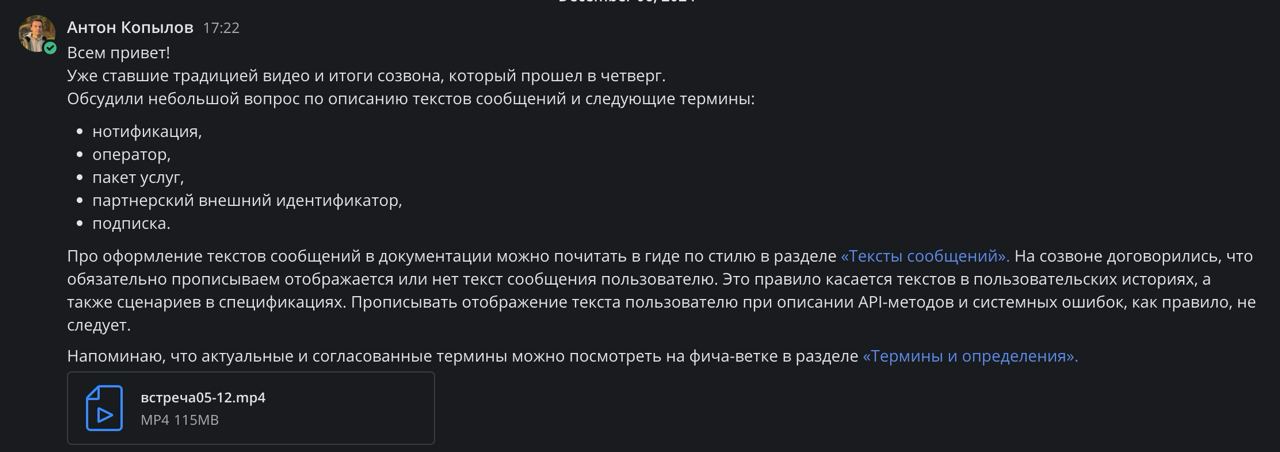 December 06, 2024
Антон Копылов 17:22
Всем привет!
Уже ставшие традицией видео и итоги созвона, который прошел в четверг.
Обсудили небольшой вопрос по описанию текстов сообщений и следующие термины:
• нотификация,
• оператор,
• пакет услуг,
• партнерский внешний идентификатор,
• подписка.
Про оформление текстов сообщений в документации можно почитать в гиде по стилю в разделе «Тексты сообщений». На созвоне договорились, что
обязательно прописываем отображается или нет текст сообщения пользователю. Это правило касается текстов в пользовательских историях, а
также сценариев в спецификациях. Прописывать отображение текста пользователю при описании API-методов и системных ошибок, как правило, не
следует.
Напоминаю, что актуальные и согласованные термины можно посмотреть на фича-ветке в разделе «Термины и определения».
встреча05-12.mp4
MP4 115MB